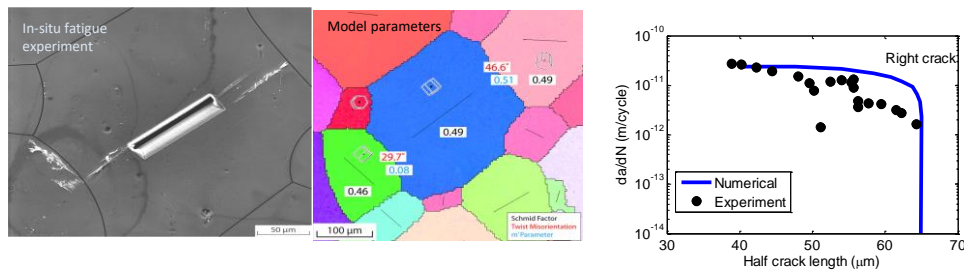 In-situ fatigue
experiment
50 µm
Model parameters
46.6°
0.51
0.49
0.49
29.7°
0.08
0.46
100 µm
Schmid Factor
Twist Misorientation
m' Parameter
10⁻¹⁰
10⁻¹¹
10⁻¹²
10⁻¹³
10⁻¹⁴
da/dN (m/cycle)
Right crack
Numerical
Experiment
30 40 50 60 70
Half crack length (µm)